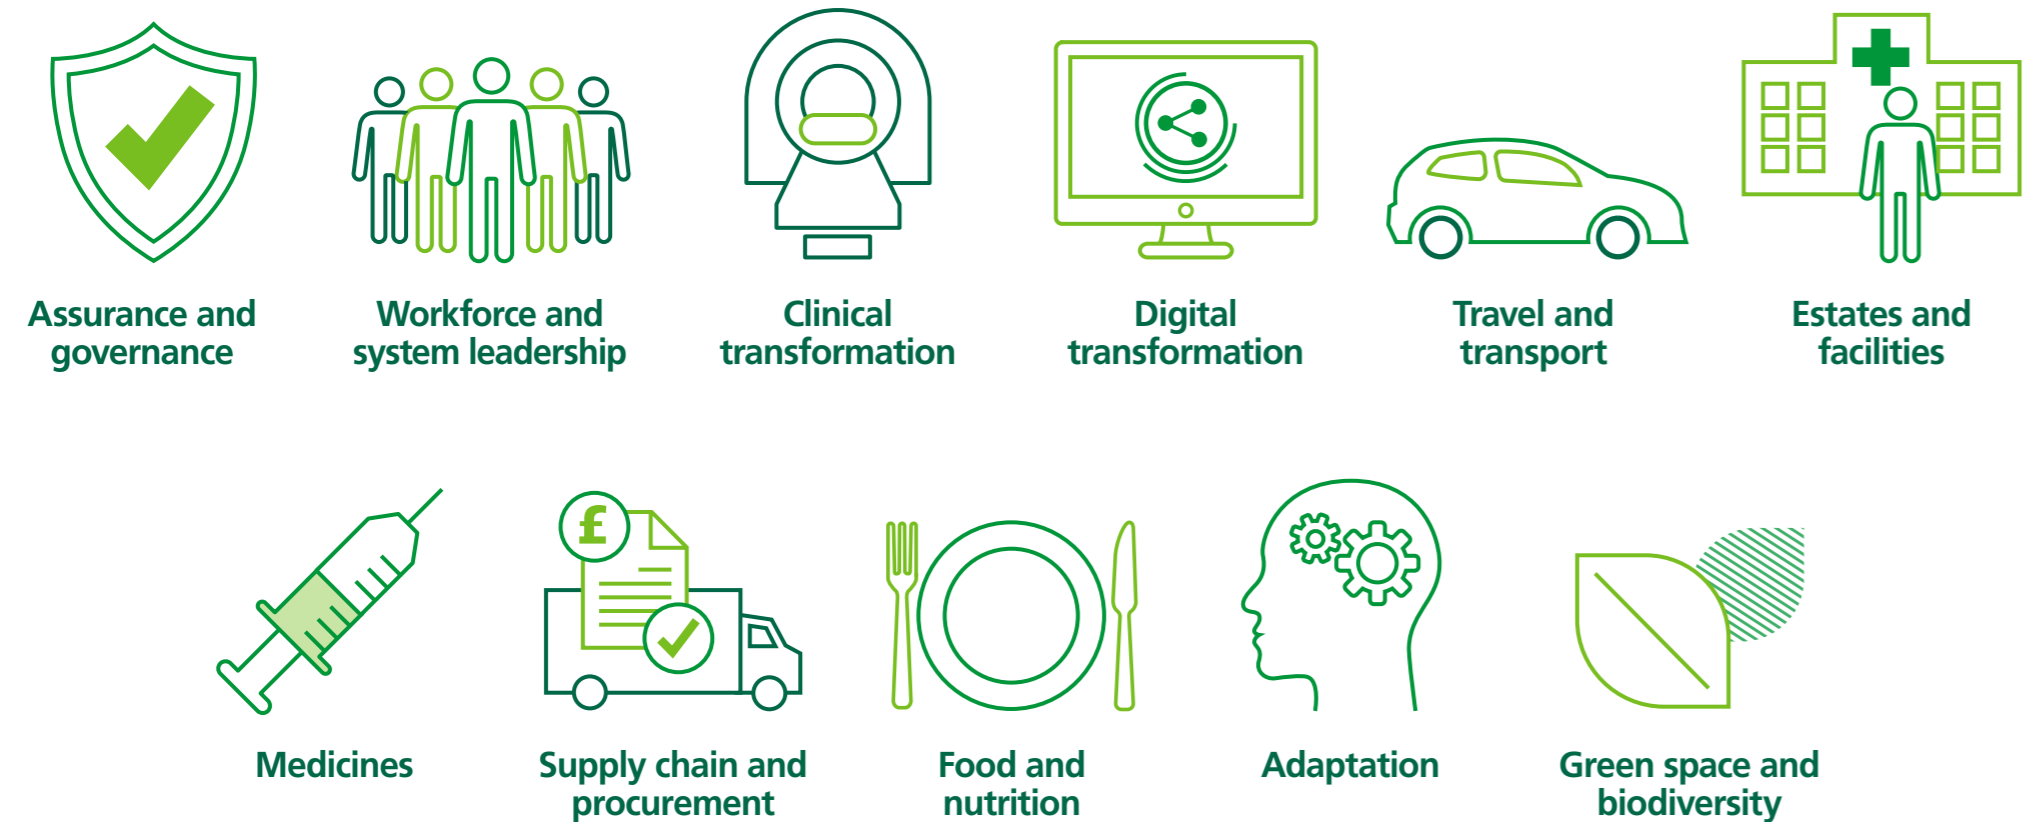 Assurance and
governance
Workforce and
system leadership
Clinical
transformation
Digital
transformation
Travel and
transport
Estates and
facilities
£
Medicines
Supply chain and
procurement
Food and
nutrition
Adaptation
Green space and
biodiversity